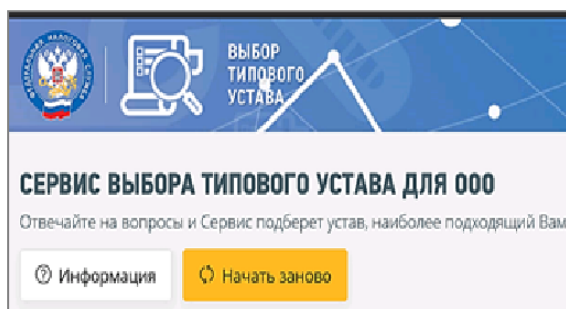 ВЫБОР
ТИПОВОГО
УСТАВА
СЕРВИС ВЫБОРА ТИПОВОГО УСТАВА ДЛЯ ООО
Отвечайте на вопросы и Сервис подберет устав, наиболее подходящий Вам
Информация
Начать заново